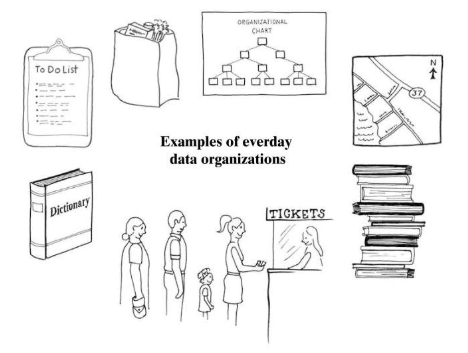 ORGANIZATIONAL
CHART
To Do List
N
37
Examples of everday
data organizations
Dictionary
TICKETS